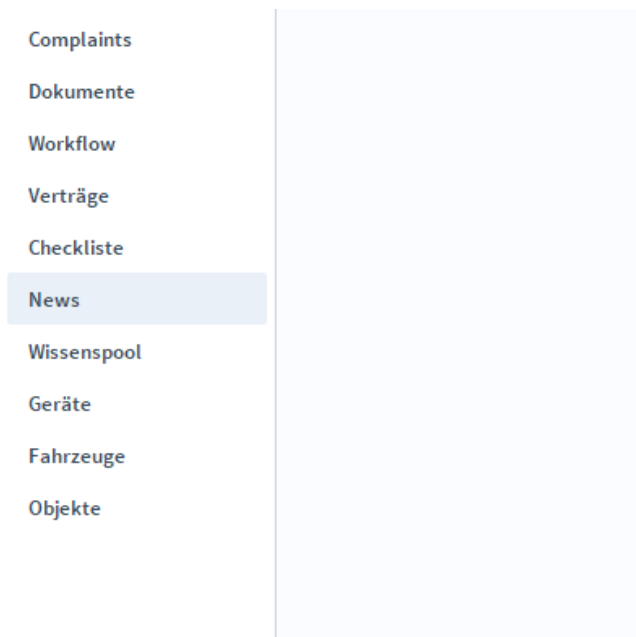 Complaints
Dokumente
Workflow
Verträge
Checkliste
News
Wissenspool
Geräte
Fahrzeuge
Objekte